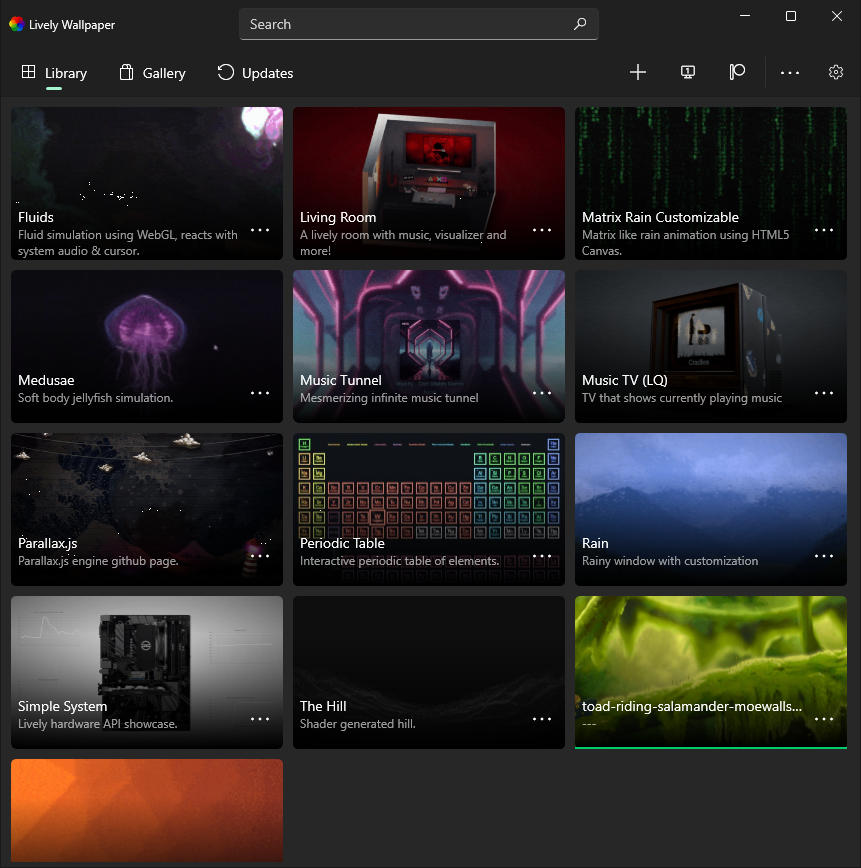 Lively Wallpaper
Search
Library
Gallery
Updates
1
Fluids
Fluid simulation using WebGL, reacts with
system audio & cursor.
Living Room
A lively room with music, visualizer and
more!
Matrix Rain Customizable
Matrix like rain animation using HTML5
Canvas.
Medusae
Soft body jellyfish simulation.
Music Tunnel
Mesmerizing infinite music tunnel
Cradles
Music TV (LQ)
TV that shows currently playing music
Parallax.js
Parallax.js engine github page.
Periodic Table
Interactive periodic table of elements.
Rain
Rainy window with customization
Simple System
Lively hardware API showcase.
The Hill
Shader generated hill.
toad-riding-salamander-moewalls...
---